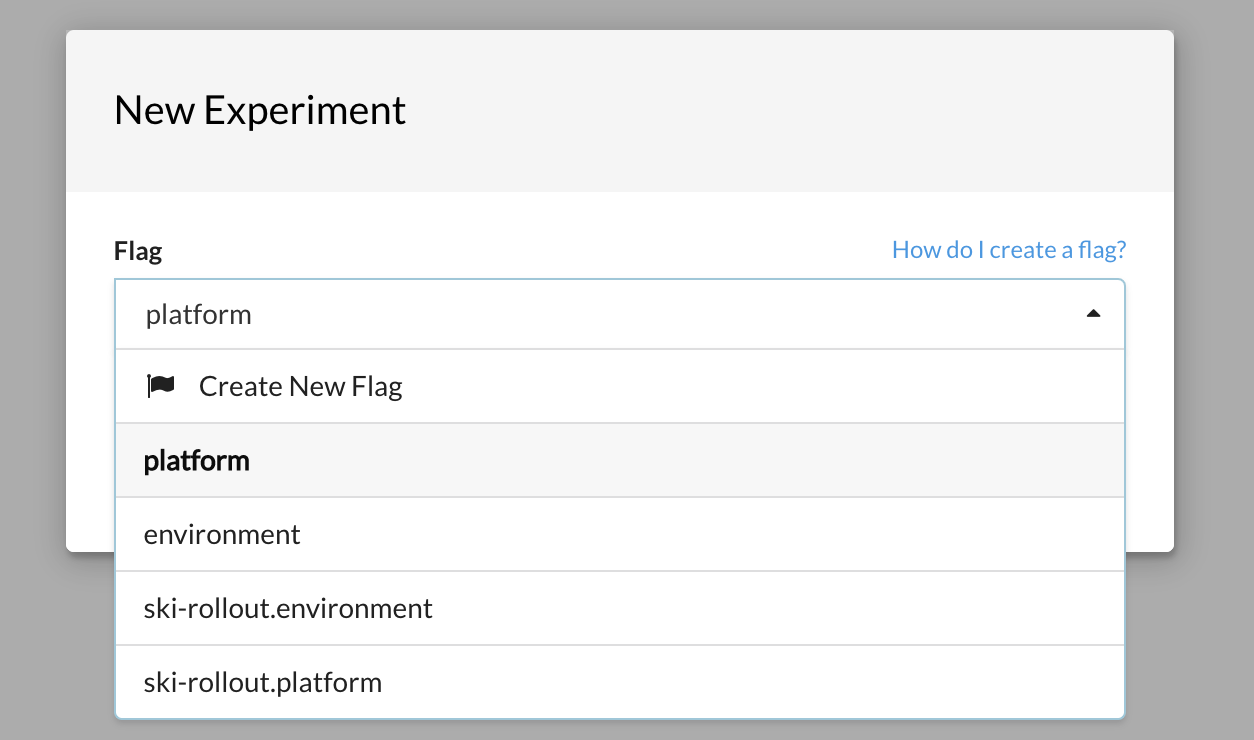 New Experiment
Flag
How do I create a flag?
platform
Create New Flag
platform
environment
ski-rollout.environment
ski-rollout.platform